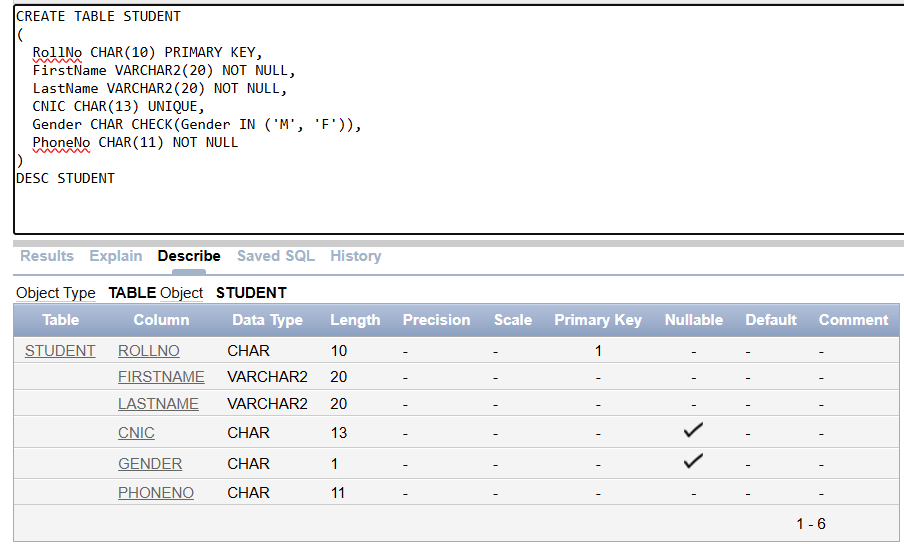 CREATE TABLE STUDENT
(
  RollNo CHAR(10) PRIMARY KEY,
  FirstName VARCHAR2(20) NOT NULL,
  LastName VARCHAR2(20) NOT NULL,
  CNIC CHAR(13) UNIQUE,
  Gender CHAR CHECK(Gender IN ('M', 'F')),
  PhoneNo CHAR(11) NOT NULL
)
DESC STUDENT
Results Explain Describe Saved SQL History
Object Type TABLE Object STUDENT
Table Column Data Type Length Precision Scale Primary Key Nullable Default Comment
STUDENT ROLLNO CHAR 10 - - 1 - - -
FIRSTNAME VARCHAR2 20 - - - - - -
LASTNAME VARCHAR2 20 - - - - - -
CNIC CHAR 13 - - - ✓ - -
GENDER CHAR 1 - - - ✓ - -
PHONENO CHAR 11 - - - - - -
1 - 6